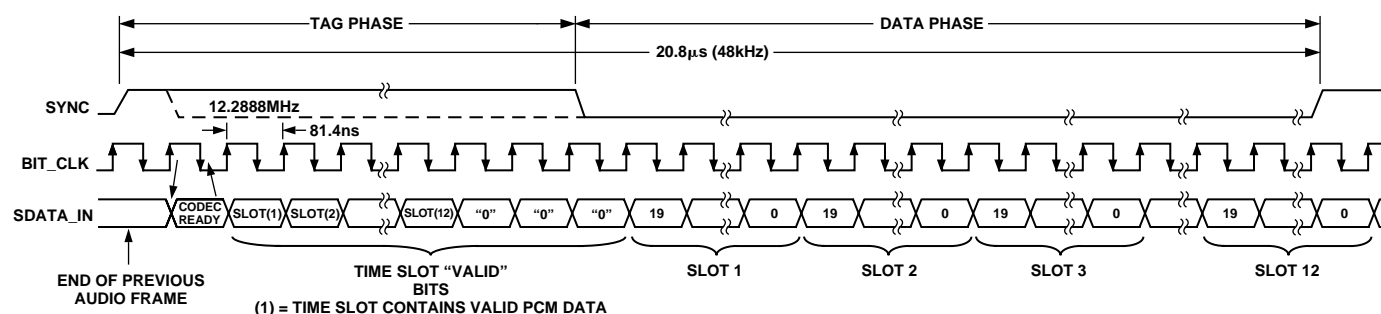 TAG PHASE
DATA PHASE
20.8µs (48kHz)
SYNC
12.2888MHz
81.4ns
BIT_CLK
SDATA_IN
CODEC
READY
SLOT(1)
SLOT(2)
SLOT(12)
“0”
“0”
“0”
19
0
19
0
19
0
19
0
END OF PREVIOUS
AUDIO FRAME
TIME SLOT “VALID”
BITS
(1) = TIME SLOT CONTAINS VALID PCM DATA
SLOT 1
SLOT 2
SLOT 3
SLOT 12